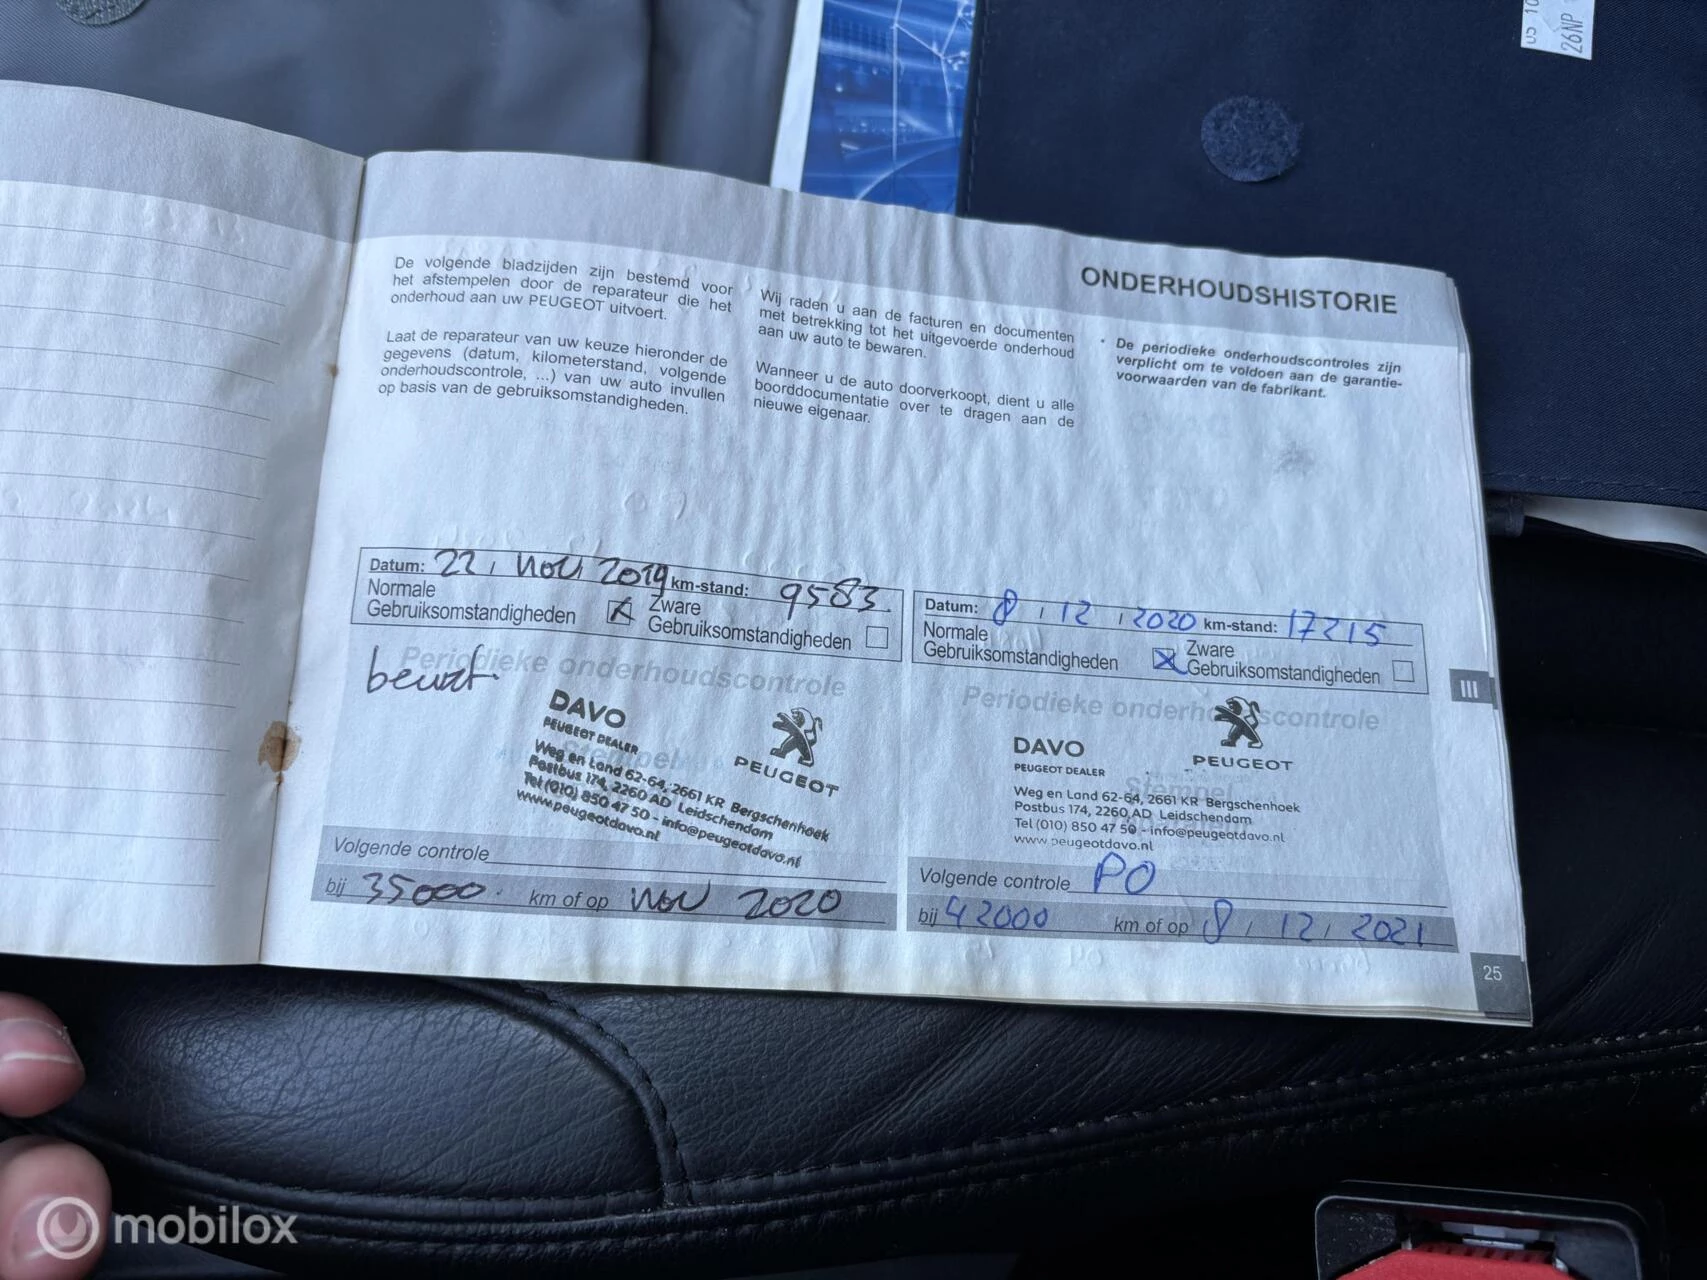 05 10
26NP
ONDERHOUDSHISTORIE
De volgende bladzijden zijn bestemd voor
het afstempelen door de reparateur die het
onderhoud aan uw PEUGEOT uitvoert.
Laat de reparateur van uw keuze hieronder de
gegevens (datum, kilometerstand, volgende
onderhoudscontrole, ...) van uw auto invullen
op basis van de gebruiksomstandigheden.
Wij raden u aan de facturen en documenten
met betrekking tot het uitgevoerde onderhoud
aan uw auto te bewaren.
Wanneer u de auto doorverkoopt, dient u alle
boorddocumentatie over te dragen aan de
nieuwe eigenaar.
• De periodieke onderhoudscontroles zijn
verplicht om te voldoen aan de garantie-
voorwaarden van de fabrikant.
Datum: 22, nov, 2019 km-stand: 9583.
Normale
Gebruiksomstandigheden
Zware
Gebruiksomstandigheden
Periodieke onderhoudscontrole
beurt.
DAVO
PEUGEOT DEALER
PEUGEOT
Stempel
Weg en Land 62-64, 2661 KR Bergschenhoek
Postbus 174, 2260 AD Leidschendam
Tel (010) 850 47 50 - info@peugeotdavo.nl
www.peugeotdavo.nl
Volgende controle
bij 35000. km of op nov 2020
Datum: 8, 12, 2020 km-stand: 17215
Normale
Gebruiksomstandigheden
Zware
Gebruiksomstandigheden
Periodieke onderhoudscontrole
DAVO
PEUGEOT DEALER
PEUGEOT
Stempel
Weg en Land 62-64, 2661 KR Bergschenhoek
Postbus 174, 2260 AD Leidschendam
Tel (010) 850 47 50 - info@peugeotdavo.nl
www.peugeotdavo.nl
Volgende controle PO
bij 42000 km of op 8, 12, 2021
III
25
mobilox